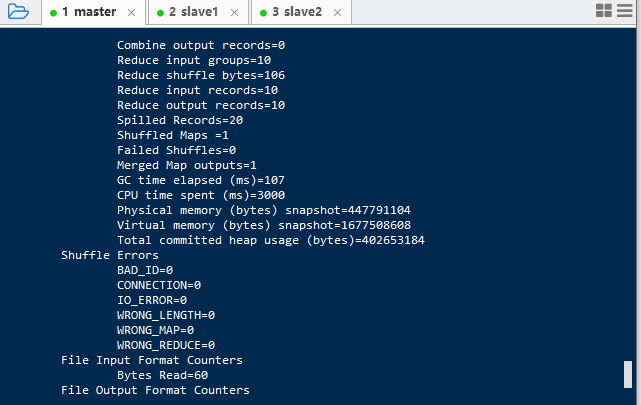 1 master × 2 slave1 × 3 slave2 ×
Combine output records=0
Reduce input groups=10
Reduce shuffle bytes=106
Reduce input records=10
Reduce output records=10
Spilled Records=20
Shuffled Maps =1
Failed Shuffles=0
Merged Map outputs=1
GC time elapsed (ms)=107
CPU time spent (ms)=3000
Physical memory (bytes) snapshot=447791104
Virtual memory (bytes) snapshot=1677508608
Total committed heap usage (bytes)=402653184
Shuffle Errors
BAD_ID=0
CONNECTION=0
IO_ERROR=0
WRONG_LENGTH=0
WRONG_MAP=0
WRONG_REDUCE=0
File Input Format Counters
Bytes Read=60
File Output Format Counters